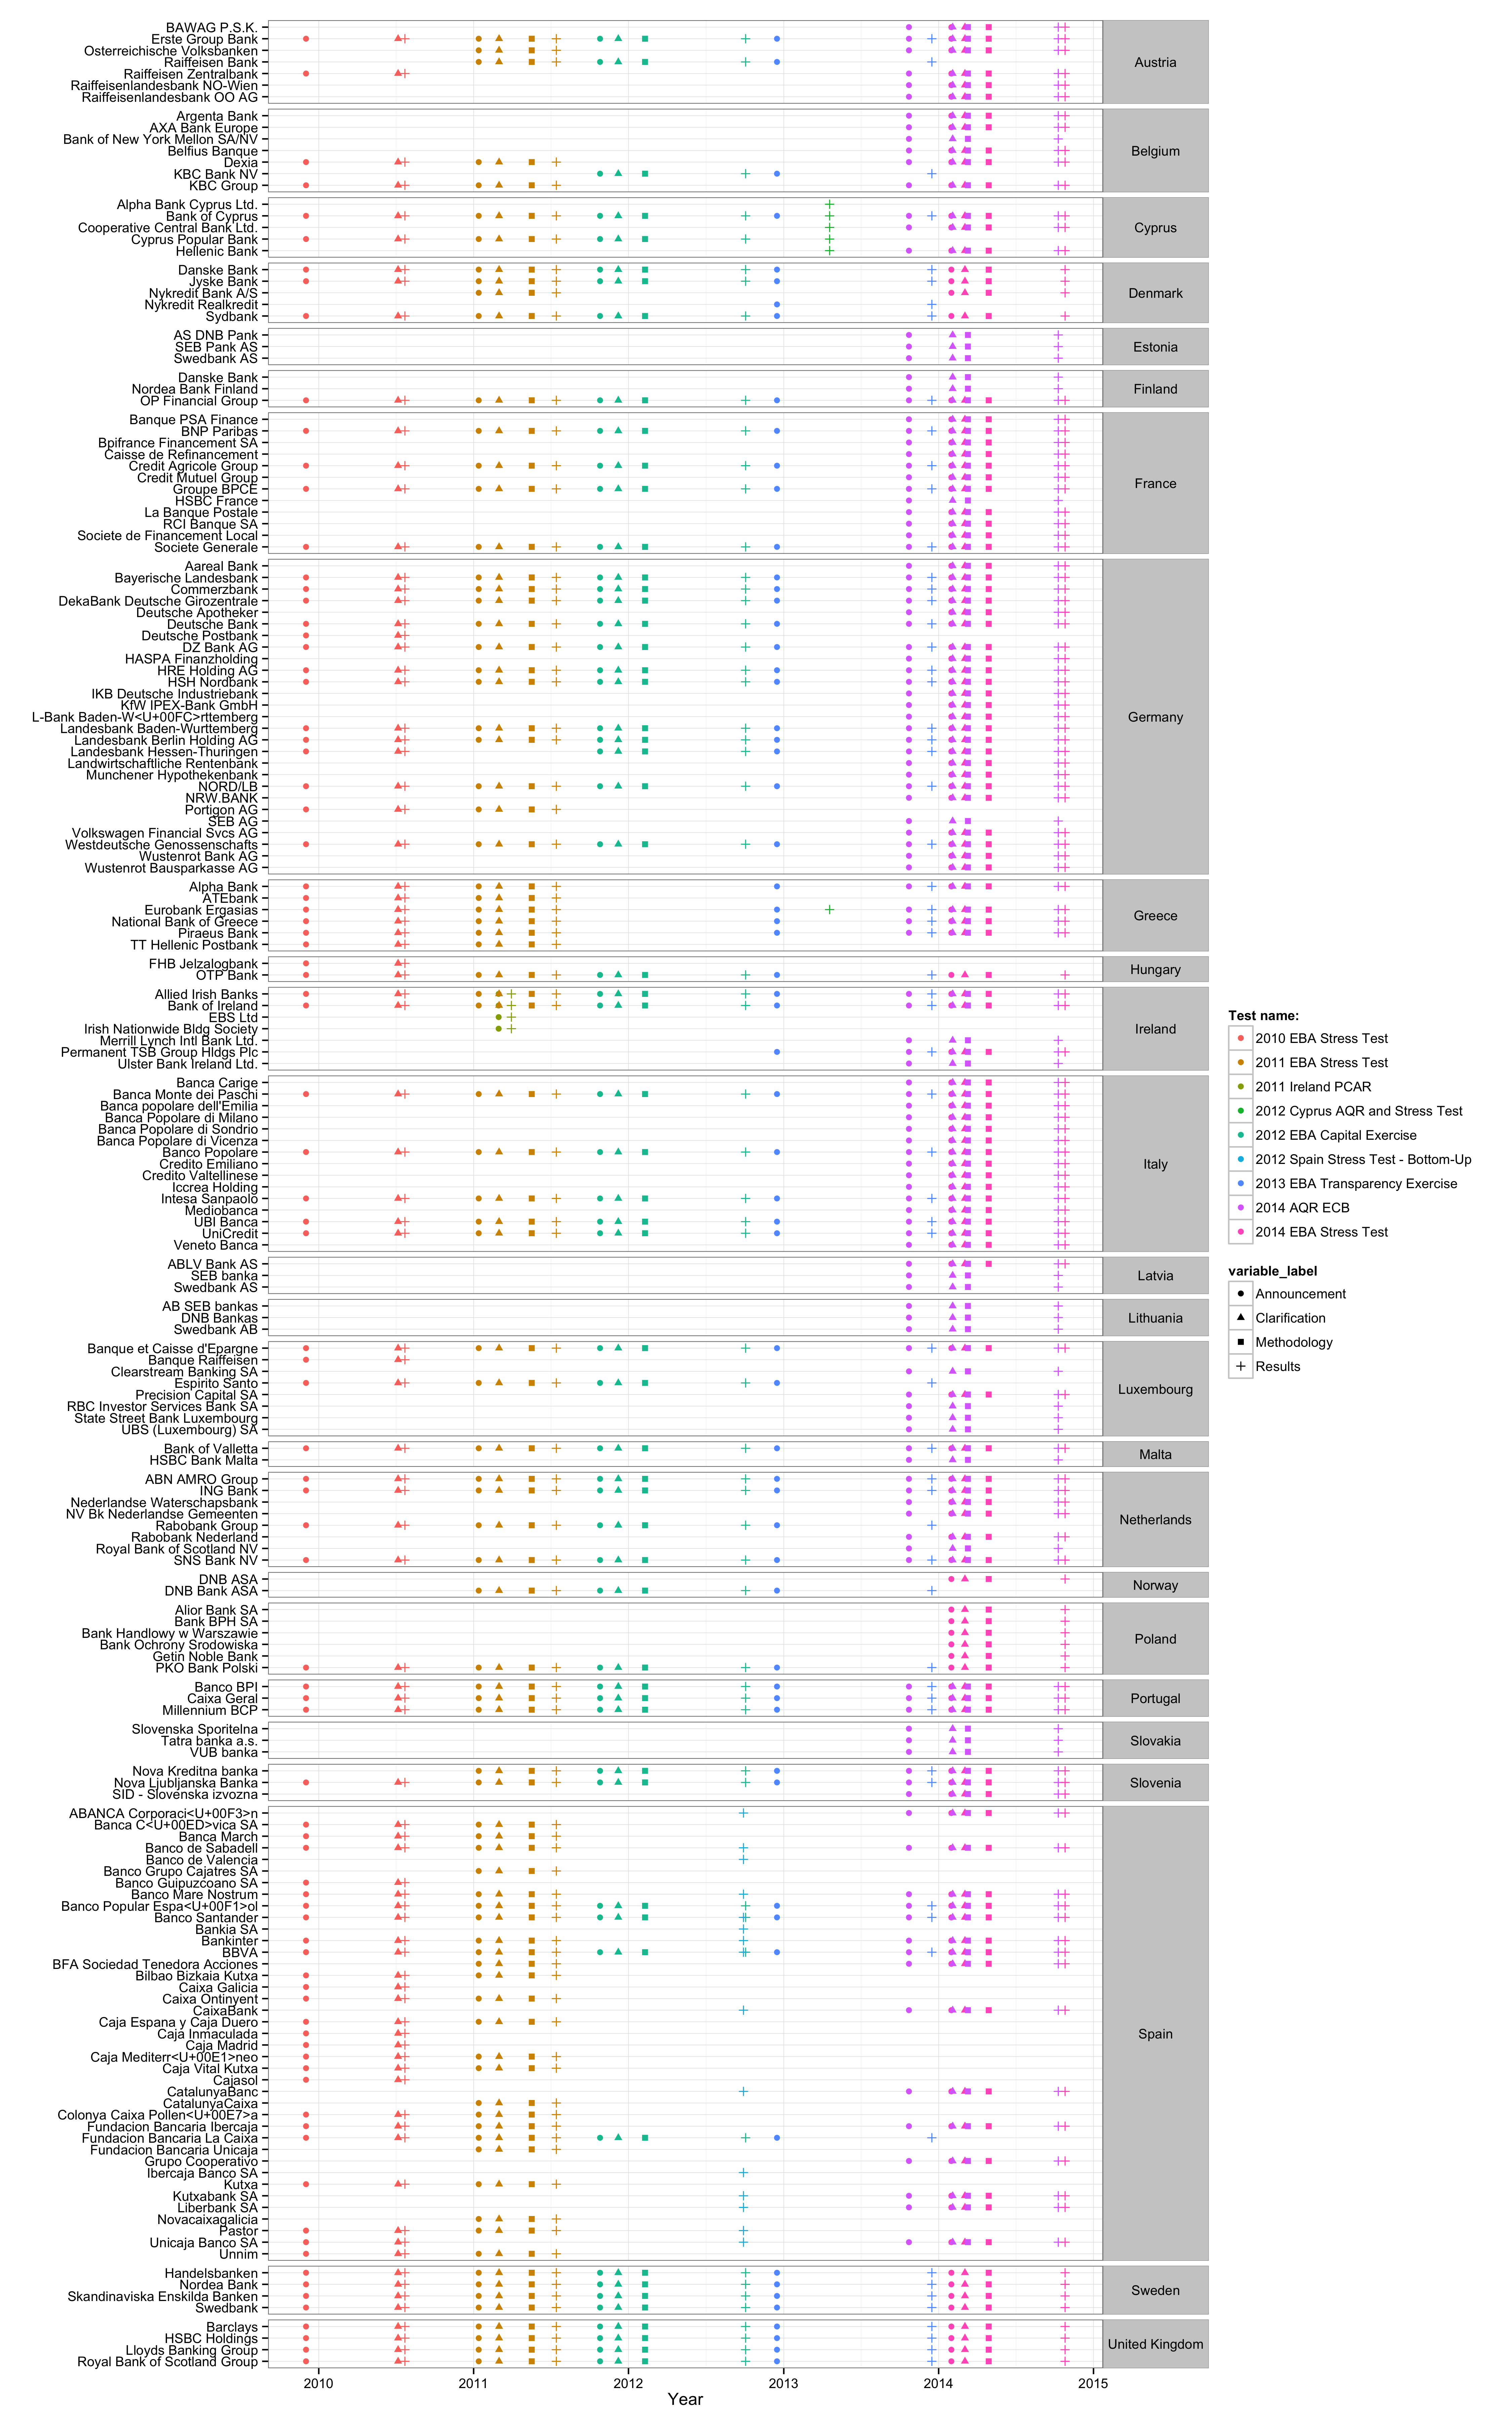 BAWAG P.S.K.
Erste Group Bank
Osterreichische Volksbanken
Raiffeisen Bank
Raiffeisen Zentralbank
Raiffeisenlandesbank NO-Wien
Raiffeisenlandesbank OO AG
Austria
Argenta Bank
AXA Bank Europe
Bank of New York Mellon SA/NV
Belfius Banque
Dexia
KBC Bank NV
KBC Group
Belgium
Alpha Bank Cyprus Ltd.
Bank of Cyprus
Cooperative Central Bank Ltd.
Cyprus Popular Bank
Hellenic Bank
Cyprus
Danske Bank
Jyske Bank
Nykredit Bank A/S
Nykredit Realkredit
Sydbank
Denmark
AS DNB Pank
SEB Pank AS
Swedbank AS
Estonia
Danske Bank
Nordea Bank Finland
OP Financial Group
Finland
Banque PSA Finance
BNP Paribas
Bpifrance Financement SA
Caisse de Refinancement
Credit Agricole Group
Credit Mutuel Group
Groupe BPCE
HSBC France
La Banque Postale
RCI Banque SA
Societe de Financement Local
Societe Generale
France
Aareal Bank
Bayerische Landesbank
Commerzbank
DekaBank Deutsche Girozentrale
Deutsche Apotheker
Deutsche Bank
Deutsche Postbank
DZ Bank AG
HASPA Finanzholding
HRE Holding AG
HSH Nordbank
IKB Deutsche Industriebank
KfW IPEX-Bank GmbH
L-Bank Baden-W<U+00FC>rttemberg
Landesbank Baden-Wurttemberg
Landesbank Berlin Holding AG
Landesbank Hessen-Thuringen
Landwirtschaftliche Rentenbank
Munchener Hypothekenbank
NORD/LB
NRW.BANK
Portigon AG
SEB AG
Volkswagen Financial Svcs AG
Westdeutsche Genossenschafts
Wustenrot Bank AG
Wustenrot Bausparkasse AG
Germany
Alpha Bank
ATEbank
Eurobank Ergasias
National Bank of Greece
Piraeus Bank
TT Hellenic Postbank
Greece
FHB Jelzalogbank
OTP Bank
Hungary
Allied Irish Banks
Bank of Ireland
EBS Ltd
Irish Nationwide Bldg Society
Merrill Lynch Intl Bank Ltd.
Permanent TSB Group Hldgs Plc
Ulster Bank Ireland Ltd.
Ireland
Banca Carige
Banca Monte dei Paschi
Banca popolare dell'Emilia
Banca Popolare di Milano
Banca Popolare di Sondrio
Banca Popolare di Vicenza
Banco Popolare
Credito Emiliano
Credito Valtellinese
Iccrea Holding
Intesa Sanpaolo
Mediobanca
UBI Banca
UniCredit
Veneto Banca
Italy
ABLV Bank AS
SEB banka
Swedbank AS
Latvia
AB SEB bankas
DNB Bankas
Swedbank AB
Lithuania
Banque et Caisse d'Epargne
Banque Raiffeisen
Clearstream Banking SA
Espirito Santo
Precision Capital SA
RBC Investor Services Bank SA
State Street Bank Luxembourg
UBS (Luxembourg) SA
Luxembourg
Bank of Valletta
HSBC Bank Malta
Malta
ABN AMRO Group
ING Bank
Nederlandse Waterschapsbank
NV Bk Nederlandse Gemeenten
Rabobank Group
Rabobank Nederland
Royal Bank of Scotland NV
SNS Bank NV
Netherlands
DNB ASA
DNB Bank ASA
Norway
Alior Bank SA
Bank BPH SA
Bank Handlowy w Warszawie
Bank Ochrony Srodowiska
Getin Noble Bank
PKO Bank Polski
Poland
Banco BPI
Caixa Geral
Millennium BCP
Portugal
Slovenska Sporitelna
Tatra banka a.s.
VUB banka
Slovakia
Nova Kreditna banka
Nova Ljubljanska Banka
SID - Slovenska izvozna
Slovenia
ABANCA Corporaci<U+00F3>n
Banca C<U+00ED>vica SA
Banca March
Banco de Sabadell
Banco de Valencia
Banco Grupo Cajatres SA
Banco Guipuzcoano SA
Banco Mare Nostrum
Banco Popular Espa<U+00F1>ol
Banco Santander
Bankia SA
Bankinter
BBVA
BFA Sociedad Tenedora Acciones
Bilbao Bizkaia Kutxa
Caixa Galicia
Caixa Ontinyent
CaixaBank
Caja Espana y Caja Duero
Caja Inmaculada
Caja Madrid
Caja Mediterr<U+00E1>neo
Caja Vital Kutxa
Cajasol
CatalunyaBanc
CatalunyaCaixa
Colonya Caixa Pollen<U+00E7>a
Fundacion Bancaria Ibercaja
Fundacion Bancaria La Caixa
Fundacion Bancaria Unicaja
Grupo Cooperativo
Ibercaja Banco SA
Kutxa
Kutxabank SA
Liberbank SA
Novacaixagalicia
Pastor
Unicaja Banco SA
Unnim
Spain
Handelsbanken
Nordea Bank
Skandinaviska Enskilda Banken
Swedbank
Sweden
Barclays
HSBC Holdings
Lloyds Banking Group
Royal Bank of Scotland Group
United Kingdom
2010 2011 2012 2013 2014 2015
Year
Test name:
2010 EBA Stress Test
2011 EBA Stress Test
2011 Ireland PCAR
2012 Cyprus AQR and Stress Test
2012 EBA Capital Exercise
2012 Spain Stress Test - Bottom-Up
2013 EBA Transparency Exercise
2014 AQR ECB
2014 EBA Stress Test
variable_label
Announcement
Clarification
Methodology
Results